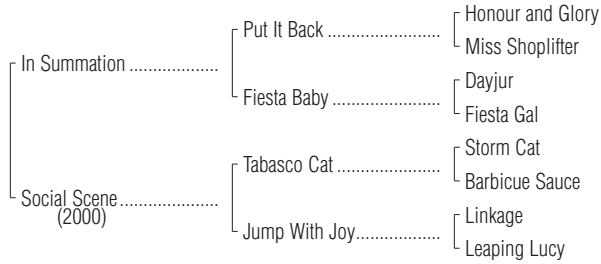 Honour and Glory
Put It Back ....................
Miss Shoplifter
In Summation ................
Dayjur
Fiesta Baby ...................
Fiesta Gal
Storm Cat
Tabasco Cat ..................
Barbicue Sauce
Social Scene..................
(2000)
Linkage
Jump With Joy...............
Leaping Lucy